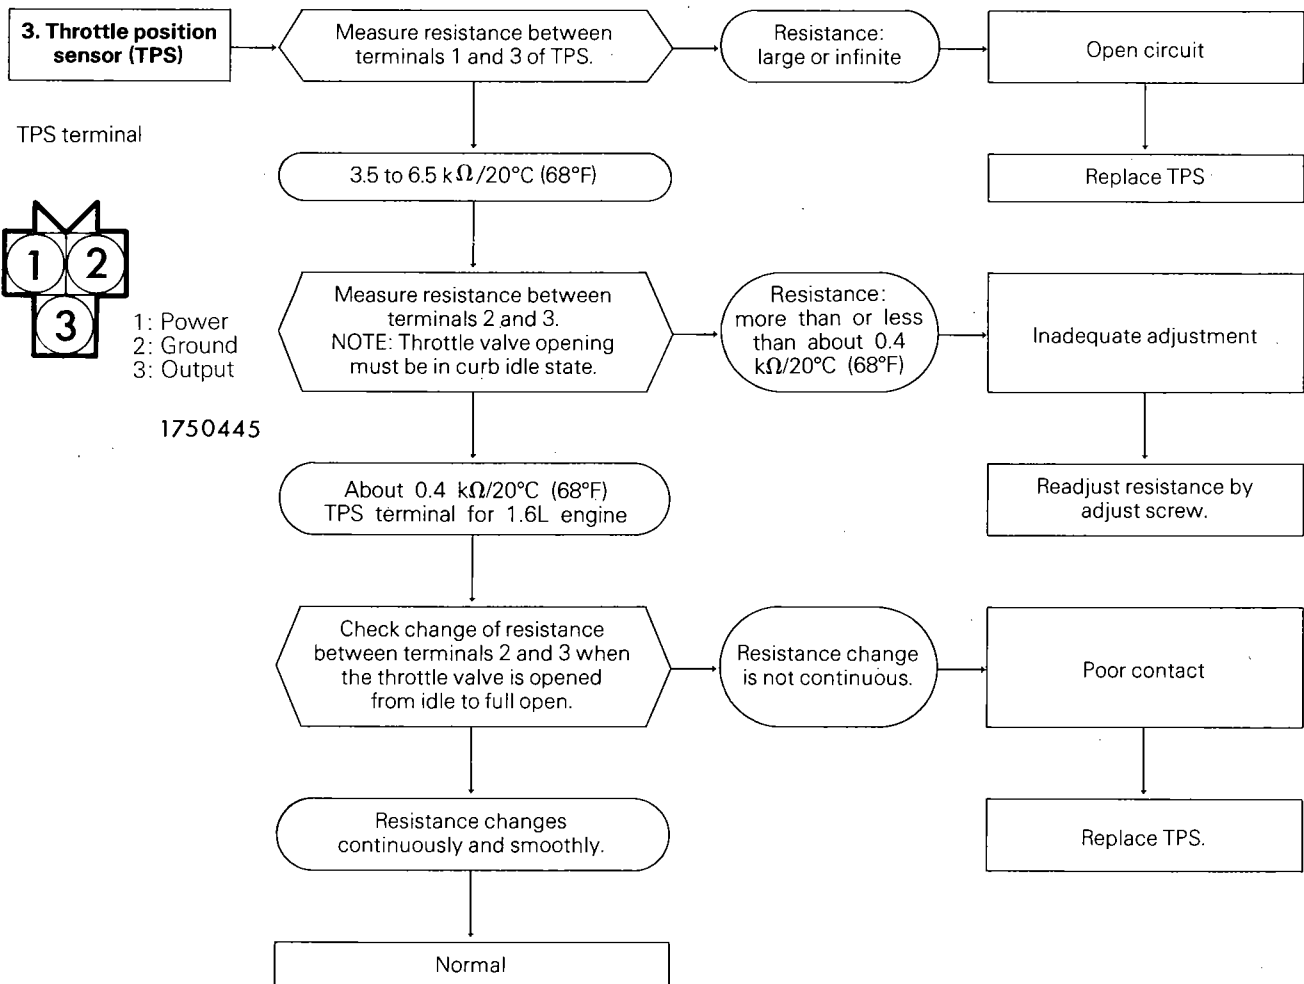 3. Throttle position
sensor (TPS)
Measure resistance between
terminals 1 and 3 of TPS.
Resistance:
large or infinite
Open circuit
TPS terminal
3.5 to 6.5 kΩ/20°C (68°F)
Replace TPS
1 2
3
1: Power
2: Ground
3: Output
1750445
Measure resistance between
terminals 2 and 3.
NOTE: Throttle valve opening
must be in curb idle state.
Resistance:
more than or less
than about 0.4
kΩ/20°C (68°F)
Inadequate adjustment
About 0.4 kΩ/20°C (68°F)
TPS terminal for 1.6L engine
Readjust resistance by
adjust screw.
Check change of resistance
between terminals 2 and 3 when
the throttle valve is opened
from idle to full open.
Resistance change
is not continuous.
Poor contact
Resistance changes
continuously and smoothly.
Replace TPS.
Normal